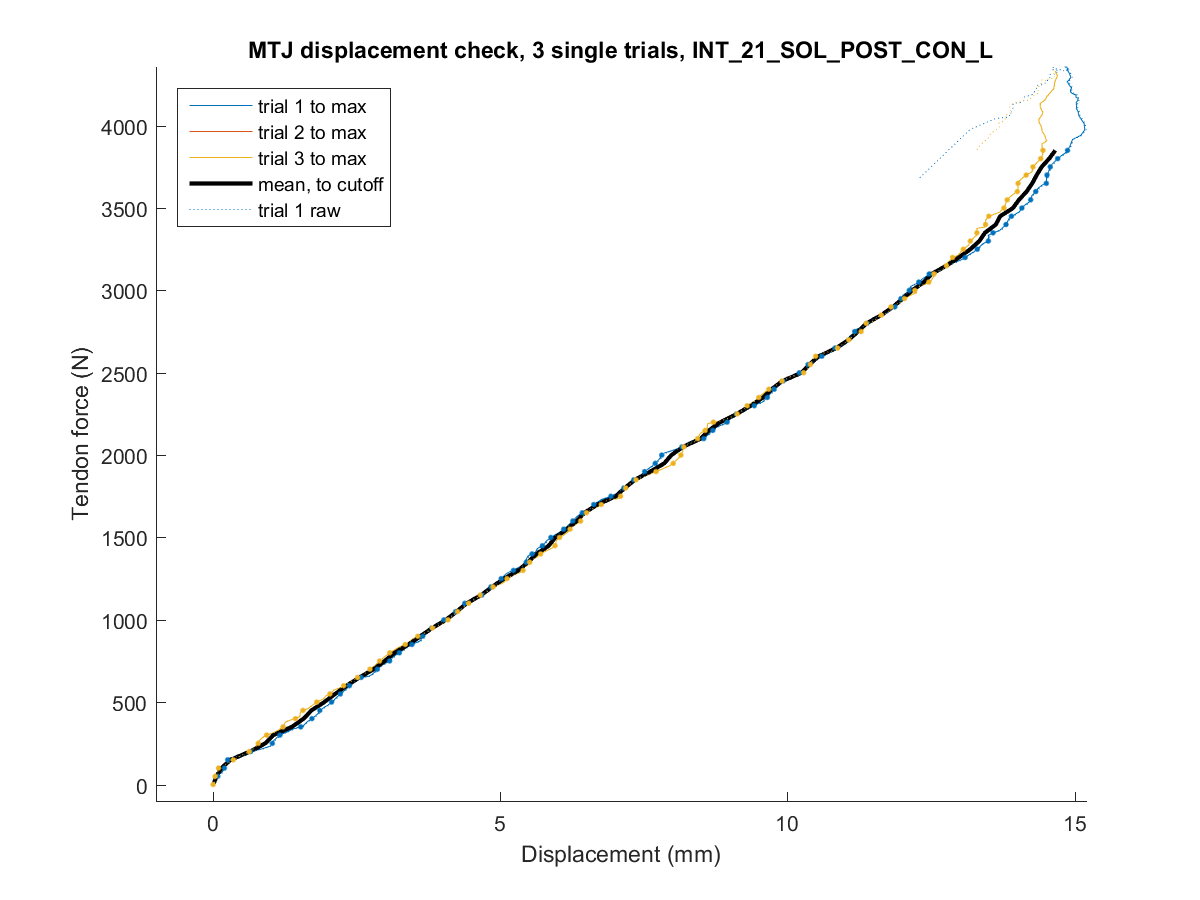 MTJ displacement check, 3 single trials, INT_21_SOL_POST_CON_L
trial 1 to max
trial 2 to max
trial 3 to max
mean, to cutoff
trial 1 raw
4000
3500
3000
2500
2000
1500
1000
500
0
Tendon force (N)
0 5 10 15
Displacement (mm)